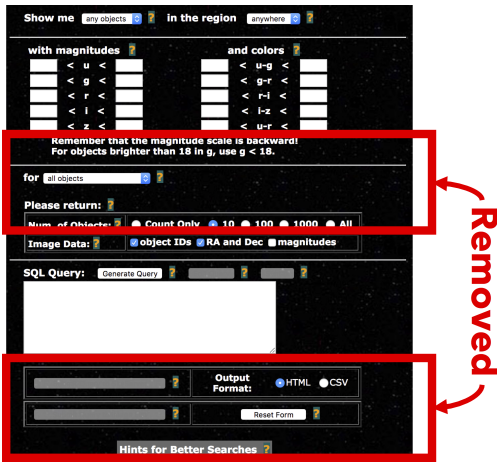 Show me any objects ? in the region anywhere ?
with magnitudes ? and colors ?
< u < < u-g <
< g < < g-r <
< r < < r-i <
< i < < i-z <
< z < < u-r <
Remember that the magnitude scale is backward!
For objects brighter than 18 in g, use g < 18.
for all objects ?
Please return: ?
Num. of Objects: ? Count Only 10 100 1000 All
Image Data: ? object IDs RA and Dec magnitudes
SQL Query: Generate Query ? ? ?
? Output Format: HTML CSV
? Reset Form ?
Hints for Better Searches ?
Removed